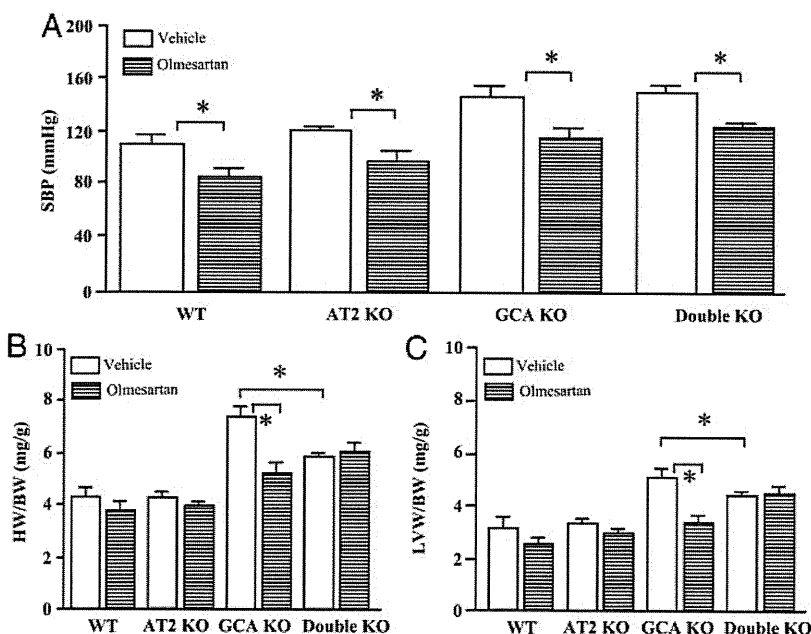 A
200
160
120
80
40
0
SBP (mmHg)
Vehicle
Olmesartan
*
*
*
*
WT AT2 KO GCA KO Double KO
B
10
8
6
4
2
0
HW/BW (mg/g)
Vehicle
Olmesartan
*
*
WT AT2 KO GCA KO Double KO
C
10
8
6
4
2
0
LVW/BW (mg/g)
Vehicle
Olmesartan
*
*
WT AT2 KO GCA KO Double KO